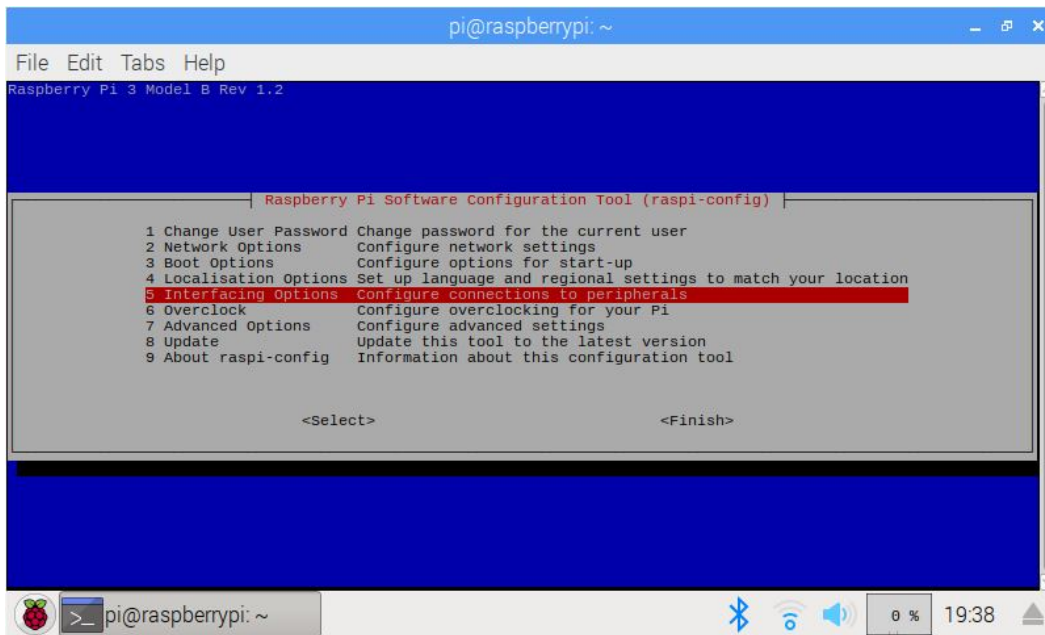 pi@raspberrypi: ~
File Edit Tabs Help
Raspberry Pi 3 Model B Rev 1.2
Raspberry Pi Software Configuration Tool (raspi-config)
1 Change User Password Change password for the current user
2 Network Options Configure network settings
3 Boot Options Configure options for start-up
4 Localisation Options Set up language and regional settings to match your location
5 Interfacing Options Configure connections to peripherals
6 Overclock Configure overclocking for your Pi
7 Advanced Options Configure advanced settings
8 Update Update this tool to the latest version
9 About raspi-config Information about this configuration tool
<Select> <Finish>
>_ pi@raspberrypi: ~ 0 % 19:38